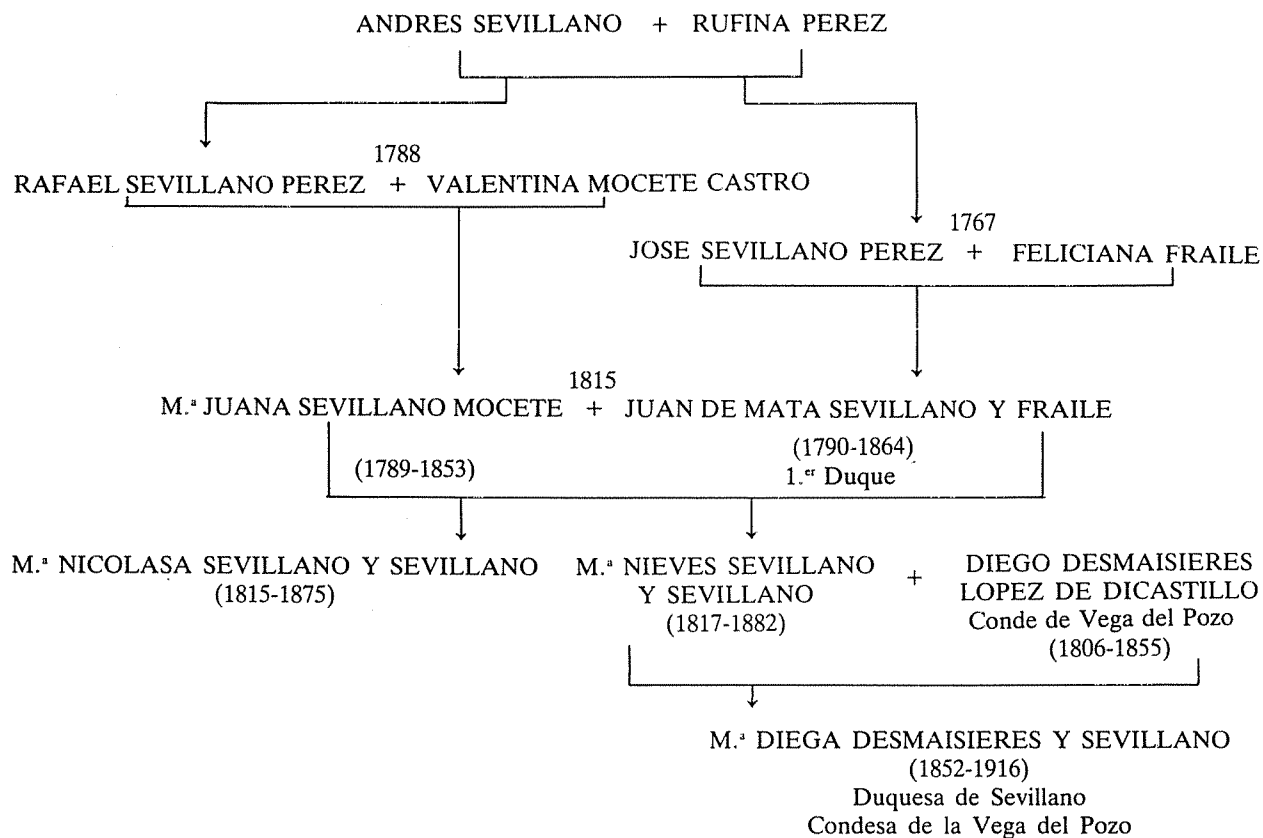 ANDRES SEVILLANO + RUFINA PEREZ
1788
RAFAEL SEVILLANO PEREZ + VALENTINA MOCETE CASTRO
1767
JOSE SEVILLANO PEREZ + FELICIANA FRAILE
1815
M.ª JUANA SEVILLANO MOCETE + JUAN DE MATA SEVILLANO Y FRAILE
(1789-1853)
(1790-1864)
1.er Duque
M.ª NICOLASA SEVILLANO Y SEVILLANO
(1815-1875)
M.ª NIEVES SEVILLANO
Y SEVILLANO
(1817-1882)
+
DIEGO DESMAISIERES
LOPEZ DE DICASTILLO
Conde de Vega del Pozo
(1806-1855)
M.ª DIEGA DESMAISIERES Y SEVILLANO
(1852-1916)
Duquesa de Sevillano
Condesa de la Vega del Pozo